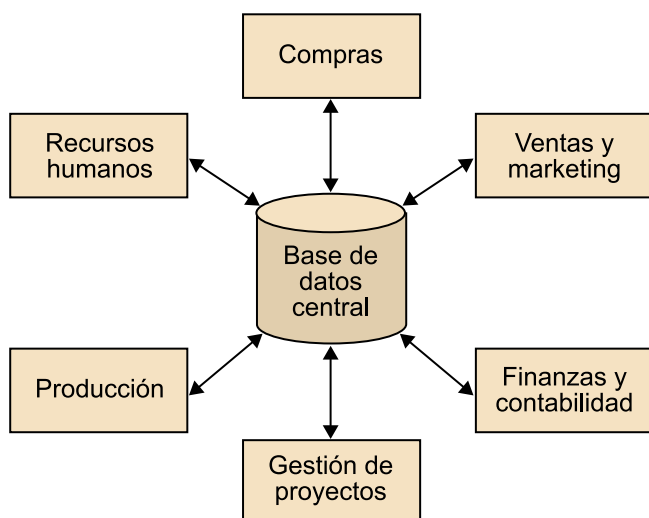 Compras
Recursos
humanos
Ventas y
marketing
Base de
datos
central
Producción
Finanzas y
contabilidad
Gestión de
proyectos